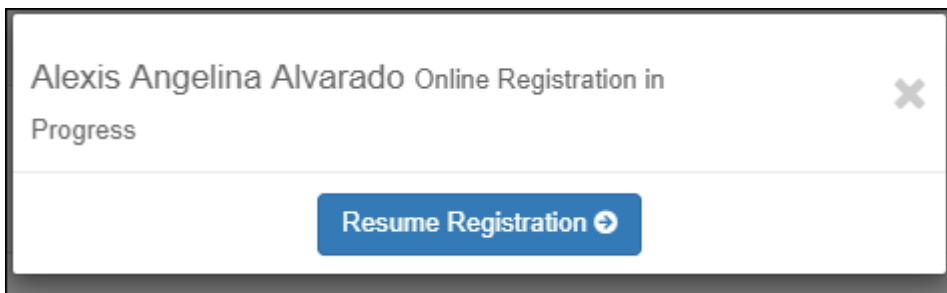 Alexis Angelina Alvarado Online Registration in
Progress
Resume Registration